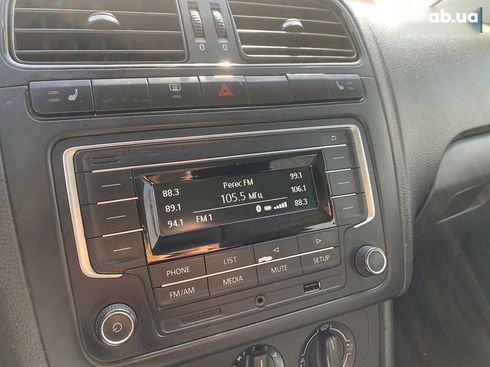 ab.ua
88.3
Perec FM
99.1
89.1
105.5 МГц
106.1
94.1
FM 1
88.3
PHONE
LIST
SETUP
FM/AM
MEDIA
MUTE